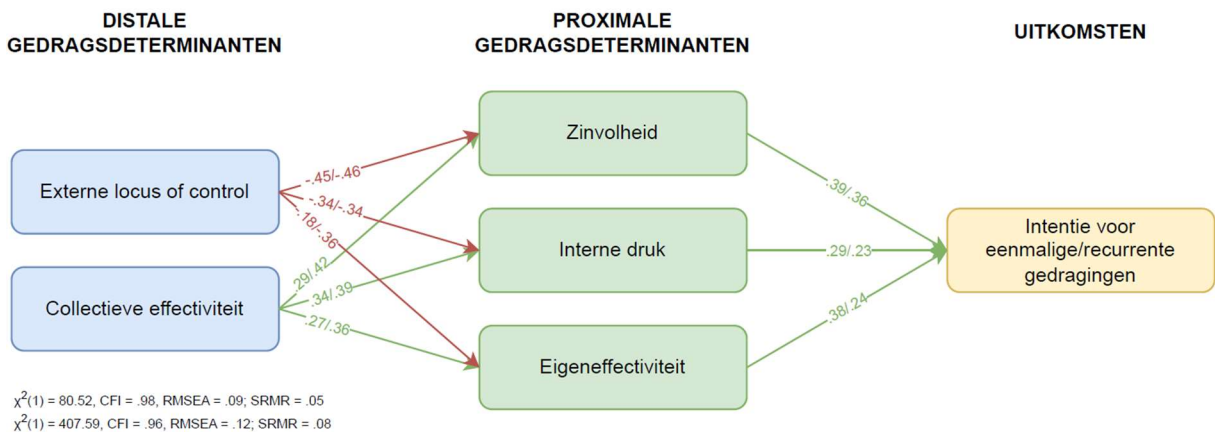 DISTALE
GEDRAGSDETERMINANTEN
PROXIMALE
GEDRAGSDETERMINANTEN
UITKOMSTEN
Zinvolheid
Externe locus of control
-.45/-.46
-.34/-.34
-.18/-.36
.39/.36
Interne druk
.29/.23
Intentie voor
eenmalige/recurrente
gedragingen
Collectieve effectiviteit
.29/.42
.34/.39
.27/.36
.38/.24
Eigeneffectiviteit
χ²(1) = 80.52, CFI = .98, RMSEA = .09; SRMR = .05
χ²(1) = 407.59, CFI = .96, RMSEA = .12; SRMR = .08